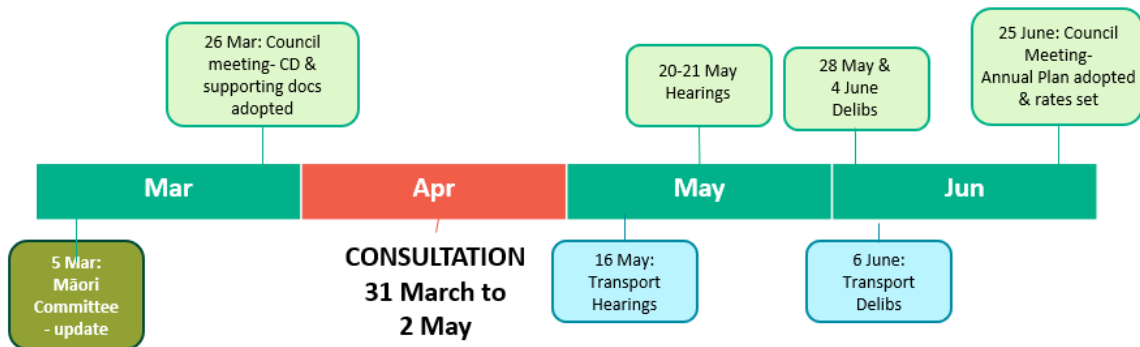 26 Mar: Council
meeting- CD &
supporting docs
adopted
20-21 May
Hearings
28 May &
4 June
Delibs
25 June: Council
Meeting-
Annual Plan adopted
& rates set
Mar
Apr
May
Jun
5 Mar:
Māori
Committee
- update
CONSULTATION
31 March to
2 May
16 May:
Transport
Hearings
6 June:
Transport
Delibs